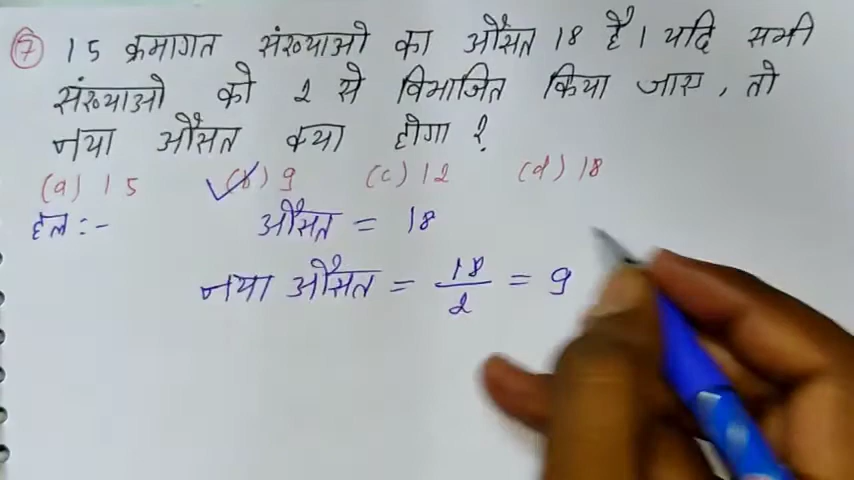 (7) 15 क्रमागत संख्याओ का औसत 18 है। यदि सभी
संख्याओ को 2 से विभाजित किया जाए, तो
नया औसत क्या होगा?
(a) 15 (b) 9 (c) 12 (d) 18
हल :- औसत = 18
नया औसत = 18/2 = 9